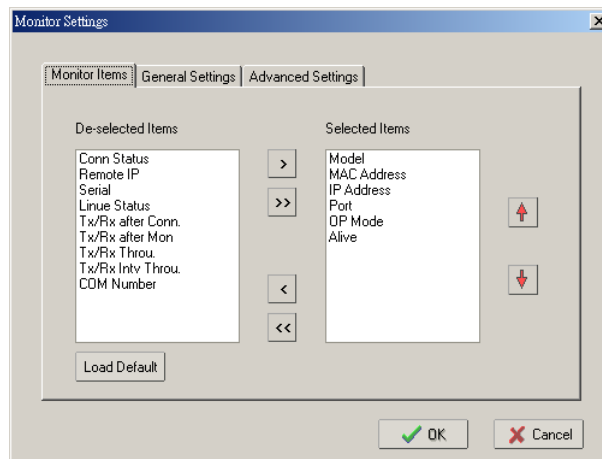 Monitor Settings
Monitor Items General Settings Advanced Settings
De-selected Items
Conn Status
Remote IP
Serial
Linue Status
Tx/Rx after Conn.
Tx/Rx after Mon
Tx/Rx Throu.
Tx/Rx Intv Throu.
COM Number
>
>>
<
<<
Selected Items
Model
MAC Address
IP Address
Port
OP Mode
Alive
Load Default
OK Cancel